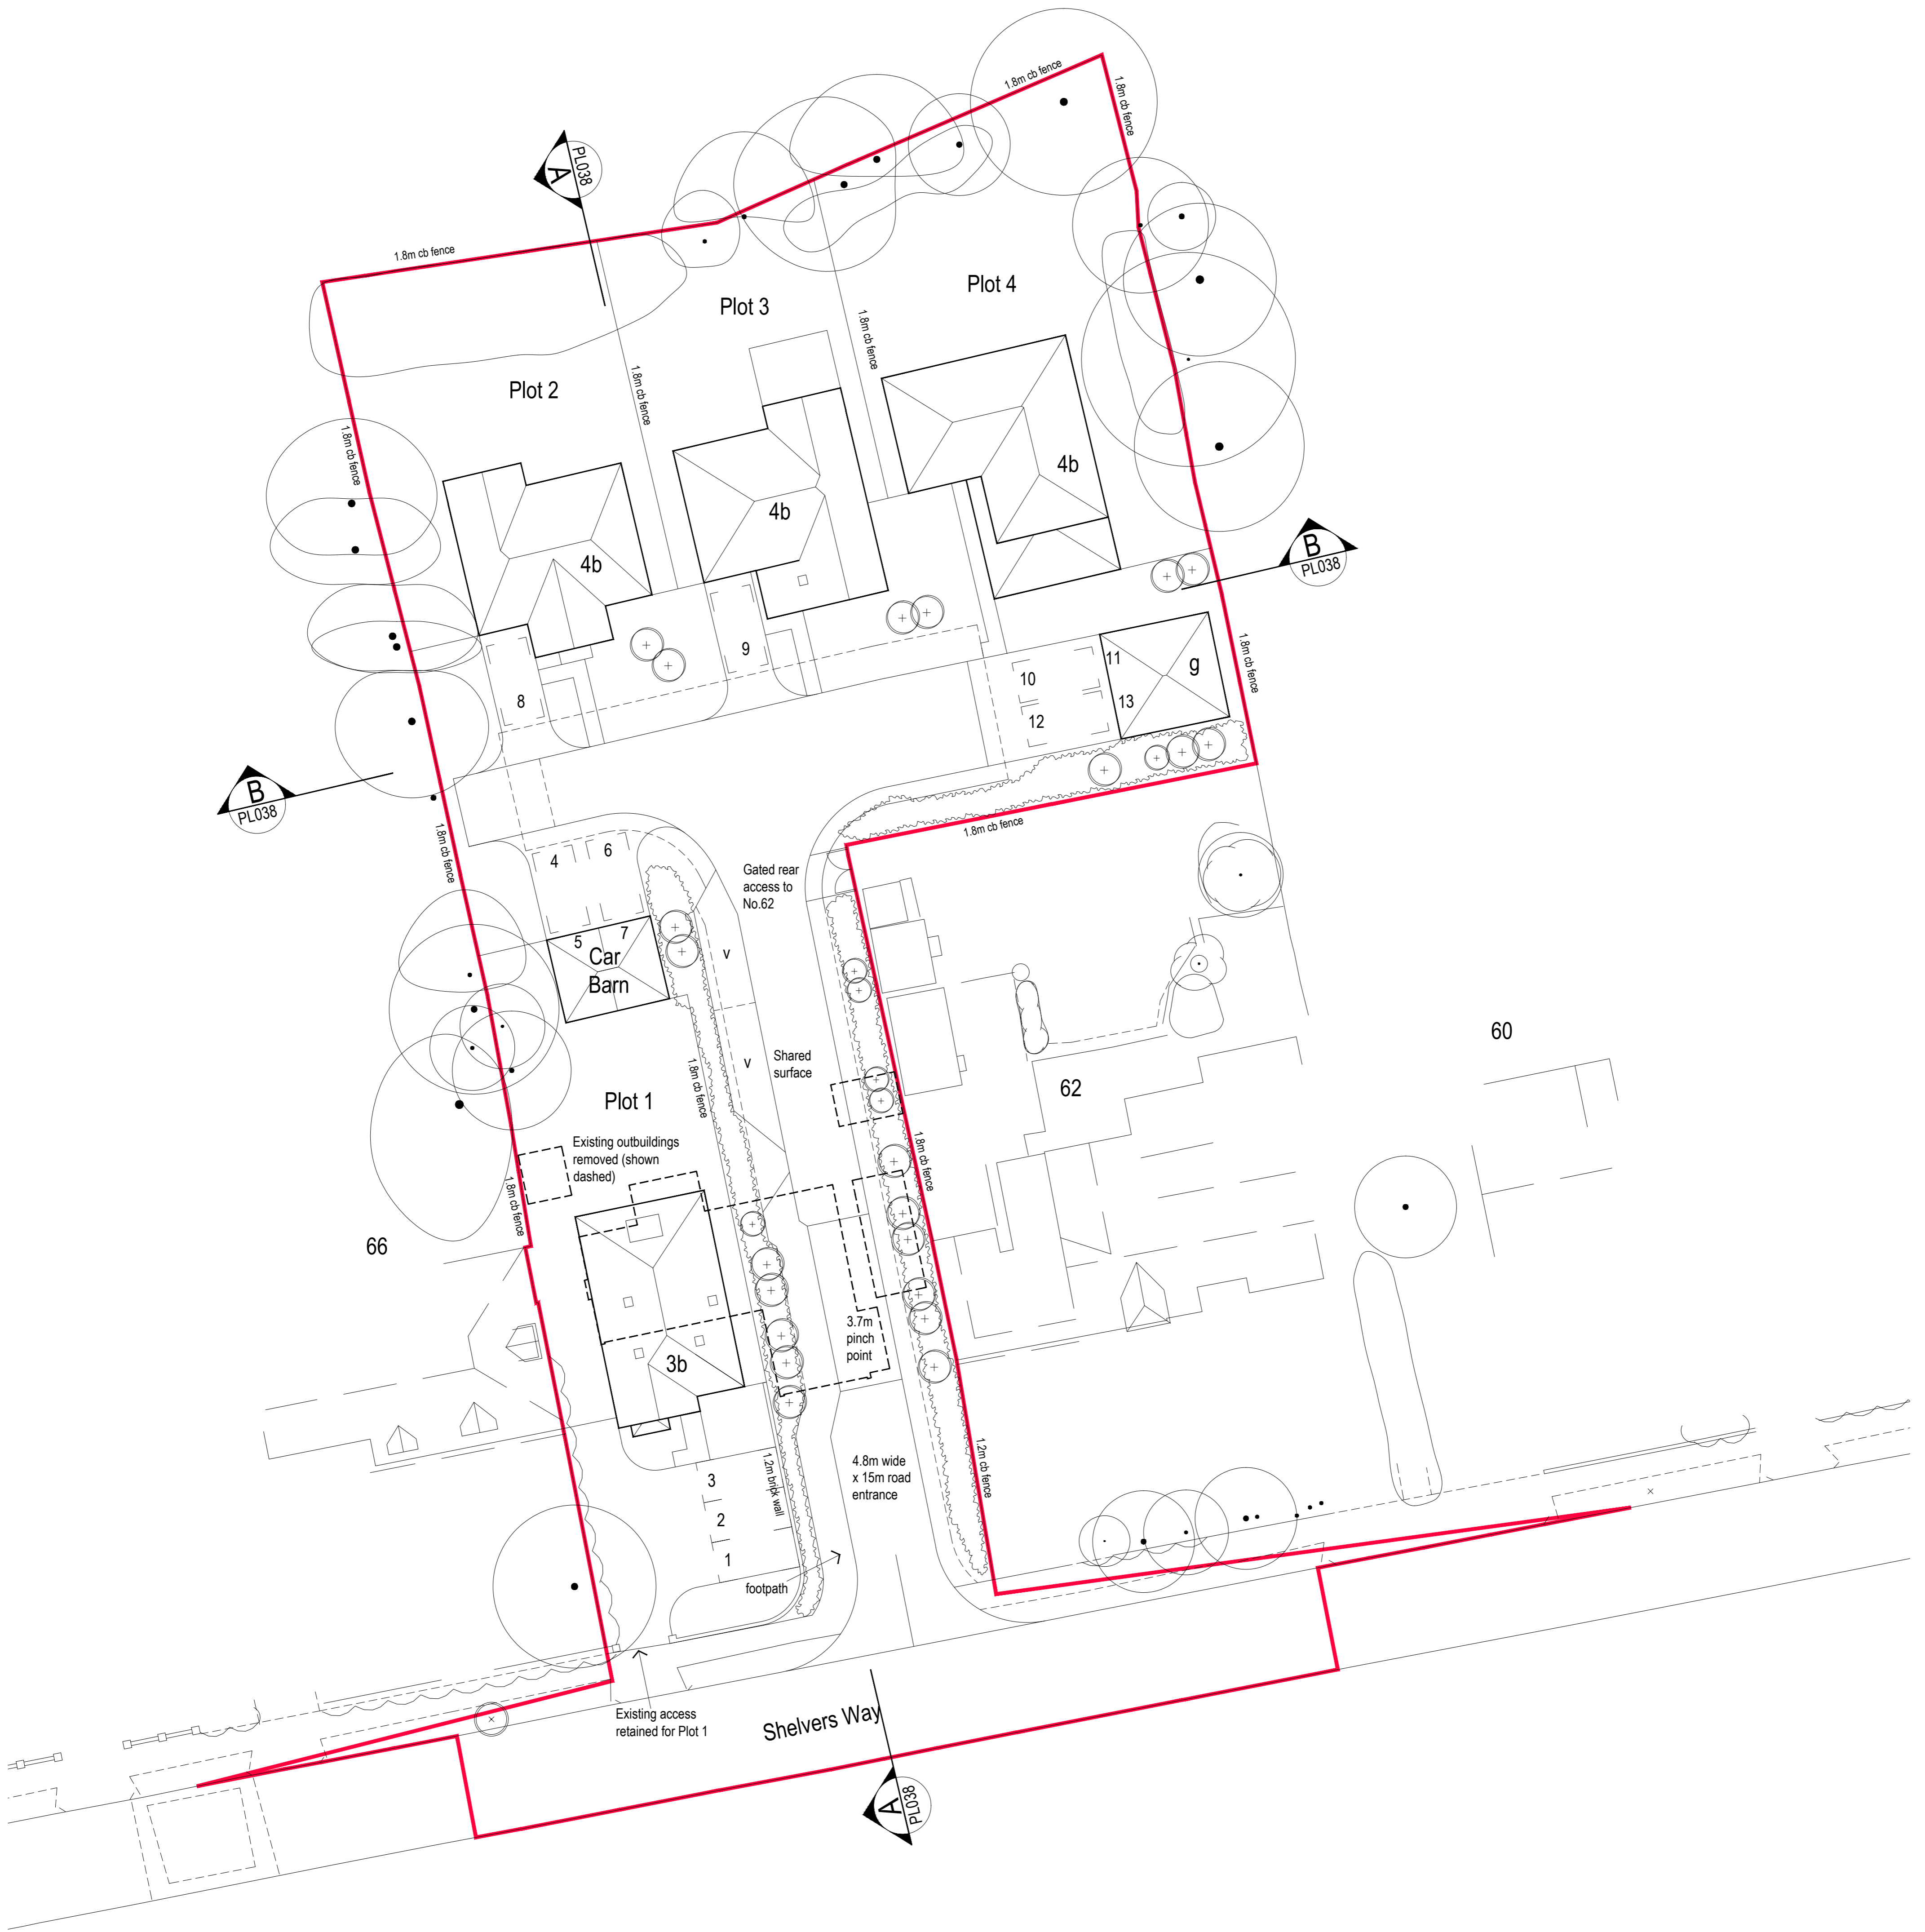 1.8m cb fence
1.8m cb fence
A
PL038
1.8m cb fence
Plot 4
Plot 3
1.8m cb fence
1.8m cb fence
Plot 2
1.8m cb fence
4b
4b
4b
B
PL038
9
8
10
11
12
13
g
1.8m cb fence
B
PL038
1.8m cb fence
1.8m cb fence
4
6
5
7
Car
Barn
Gated rear
access to
No.62
v
v
Shared
surface
1.8m cb fence
Plot 1
62
60
Existing outbuildings
removed (shown
dashed)
1.8m cb fence
1.8m cb fence
66
3.7m
pinch
point
3b
1.2m brick wall
3
2
1
4.8m wide
x 15m road
entrance
1.2m cb fence
footpath
Existing access
retained for Plot 1
Shelvers Way
A
PL038